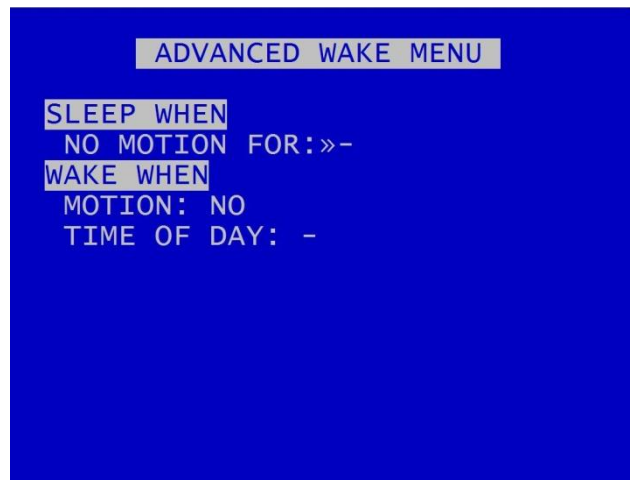 ADVANCED WAKE MENU
SLEEP WHEN
NO MOTION FOR:»-
WAKE WHEN
MOTION: NO
TIME OF DAY: -